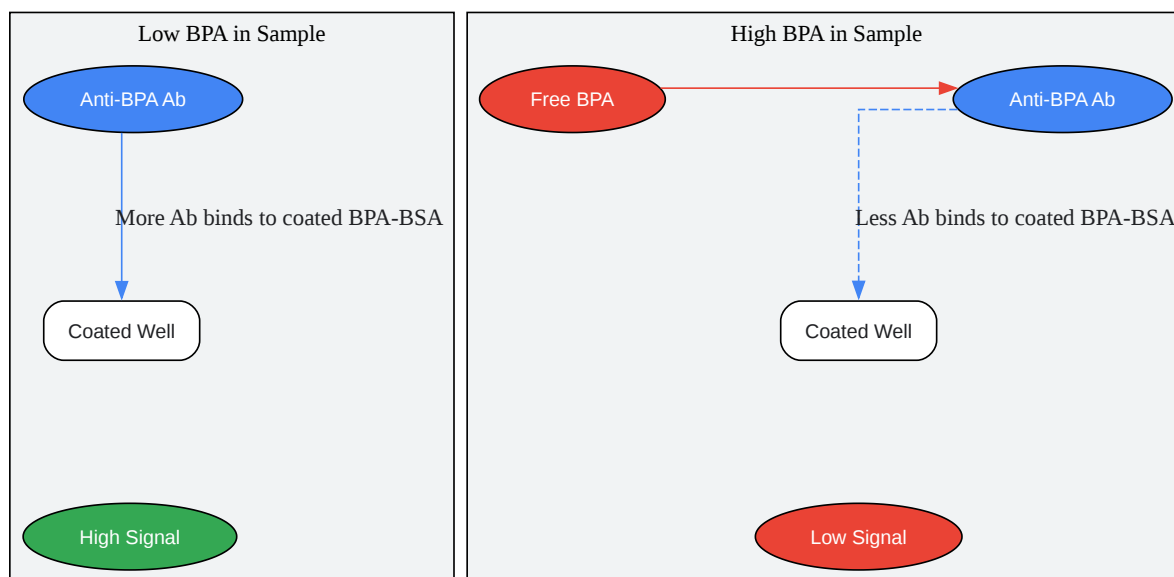 Low BPA in Sample
Anti-BPA Ab
More Ab binds to coated BPA-BSA
Coated Well
High Signal
High BPA in Sample
Free BPA
Anti-BPA Ab
Less Ab binds to coated BPA-BSA
Coated Well
Low Signal